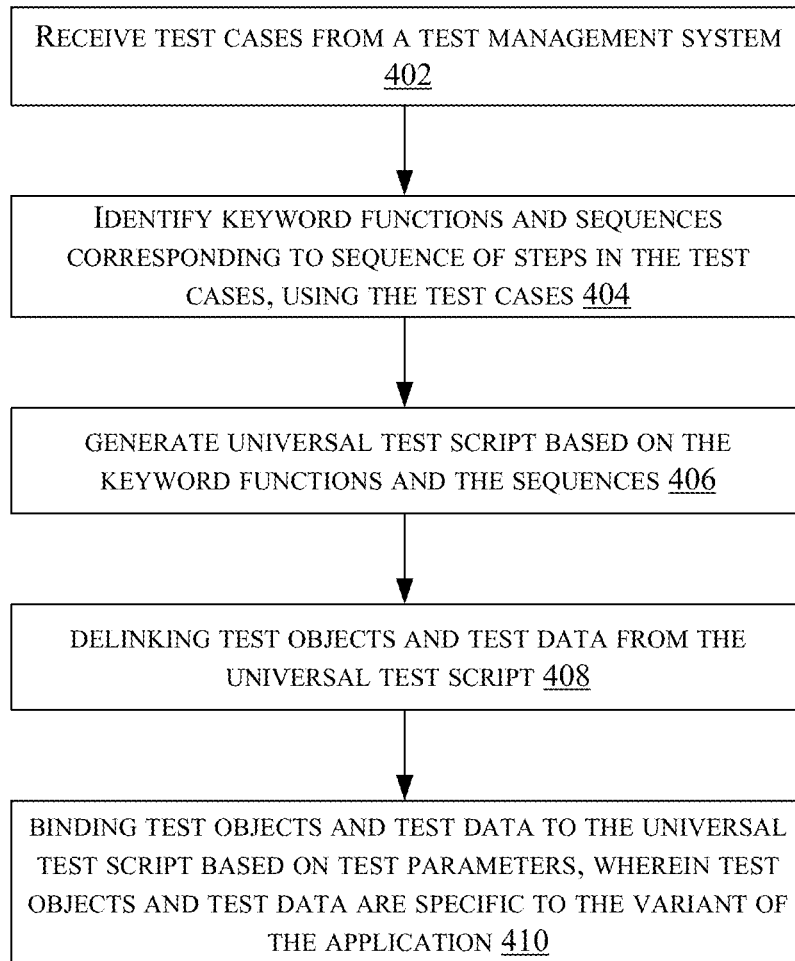 RECEIVE TEST CASES FROM A TEST MANAGEMENT SYSTEM
402
IDENTIFY KEYWORD FUNCTIONS AND SEQUENCES
CORRESPONDING TO SEQUENCE OF STEPS IN THE TEST
CASES, USING THE TEST CASES 404
GENERATE UNIVERSAL TEST SCRIPT BASED ON THE
KEYWORD FUNCTIONS AND THE SEQUENCES 406
DELINKING TEST OBJECTS AND TEST DATA FROM THE
UNIVERSAL TEST SCRIPT 408
BINDING TEST OBJECTS AND TEST DATA TO THE UNIVERSAL
TEST SCRIPT BASED ON TEST PARAMETERS, WHEREIN TEST
OBJECTS AND TEST DATA ARE SPECIFIC TO THE VARIANT OF
THE APPLICATION 410